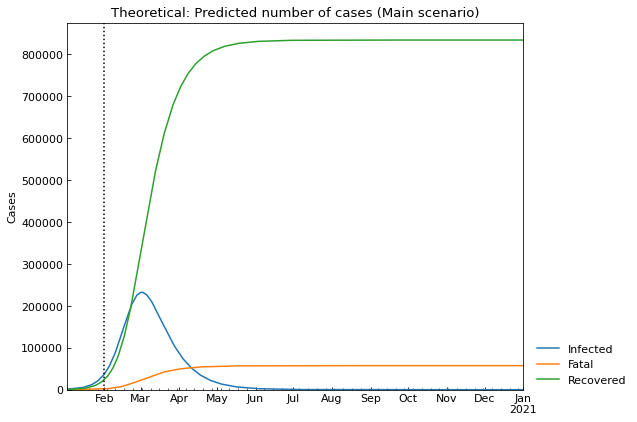 Theoretical: Predicted number of cases (Main scenario)
800000
700000
600000
500000
400000
300000
200000
100000
0
Cases
Feb Mar Apr May Jun Jul Aug Sep Oct Nov Dec Jan
2021
Infected
Fatal
Recovered